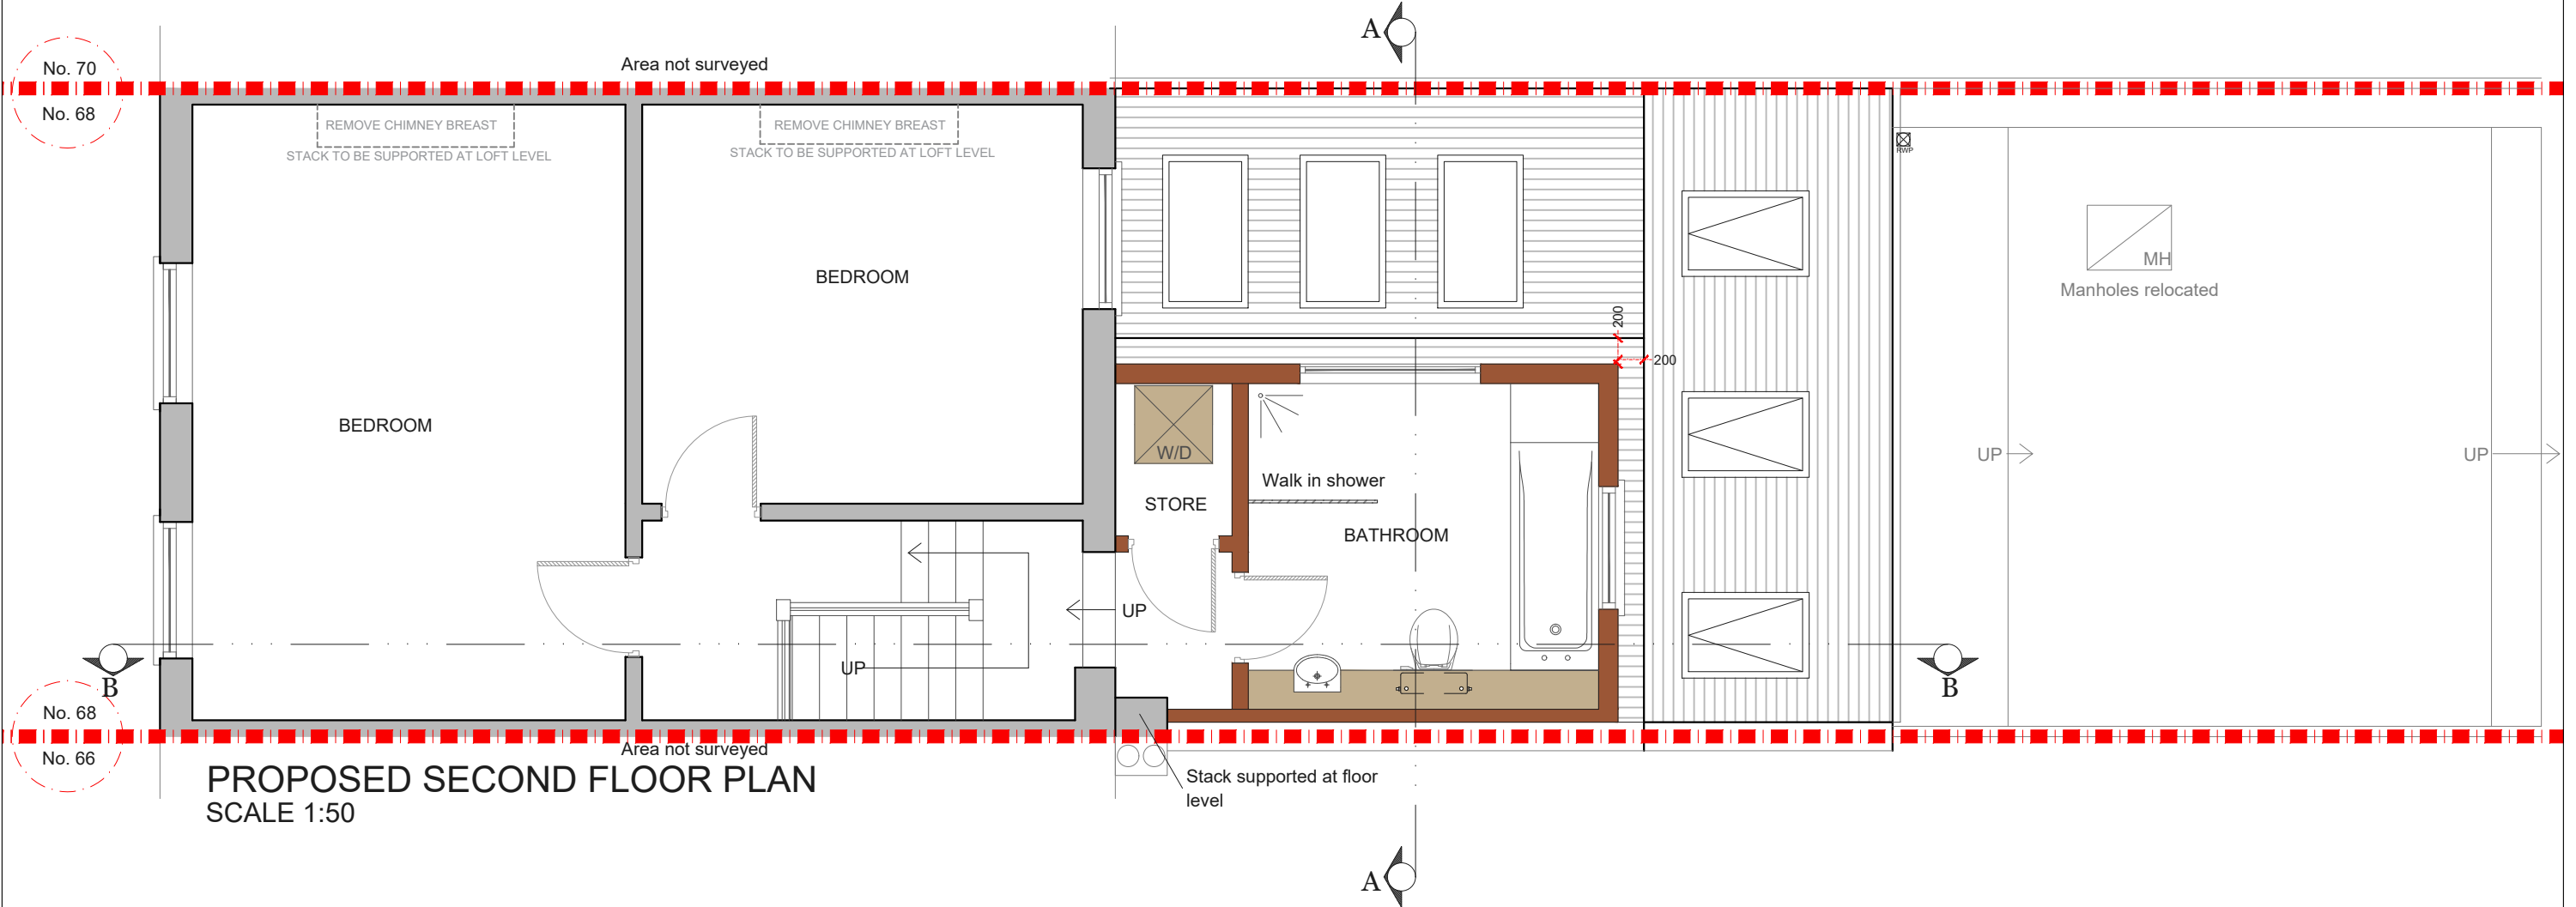 A
Area not surveyed
No. 70
No. 68
REMOVE CHIMNEY BREAST
STACK TO BE SUPPORTED AT LOFT LEVEL
REMOVE CHIMNEY BREAST
STACK TO BE SUPPORTED AT LOFT LEVEL
RWP
MH
Manholes relocated
BEDROOM
BEDROOM
200
200
W/D
STORE
Walk in shower
BATHROOM
UP
UP
UP
UP
B
B
No. 68
No. 66
Area not surveyed
PROPOSED SECOND FLOOR PLAN
SCALE 1:50
Stack supported at floor
level
A